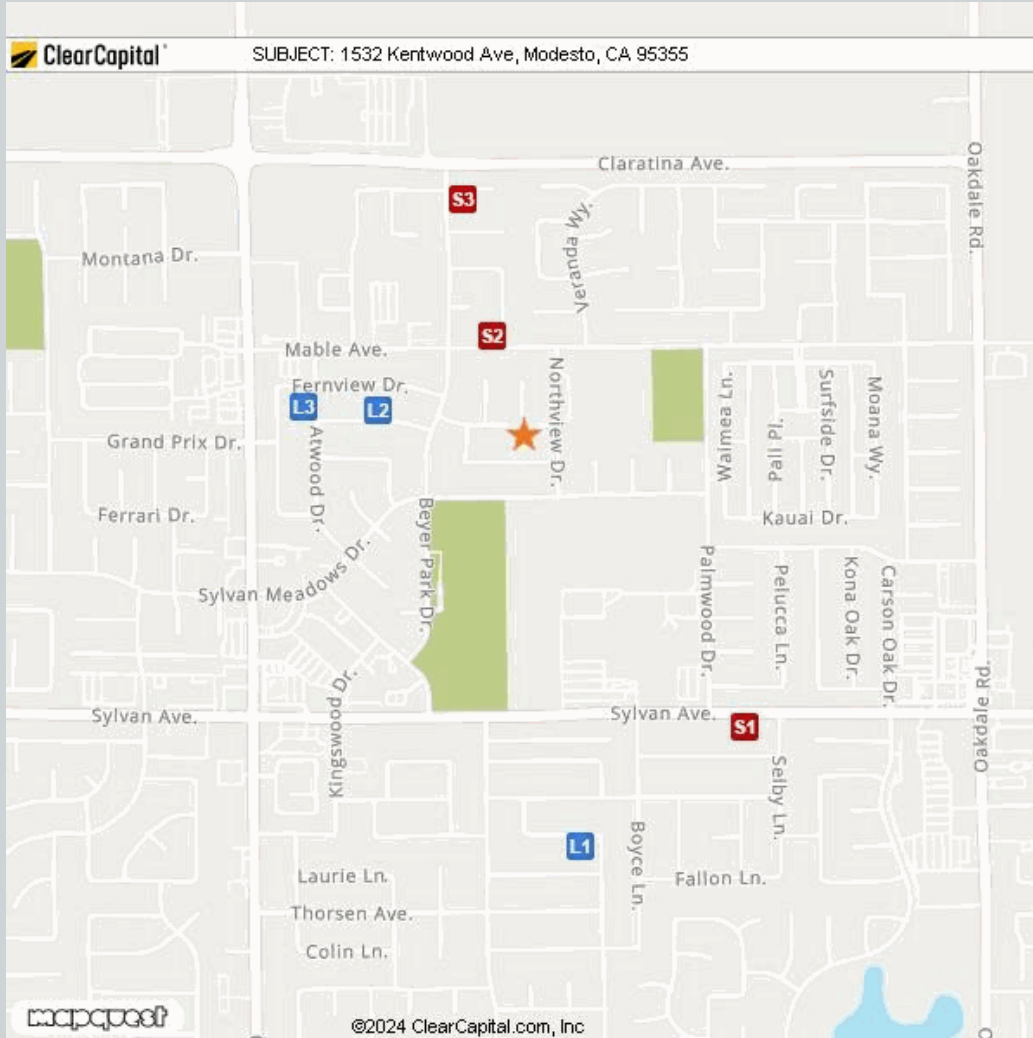 ClearCapital
SUBJECT: 1532 Kentwood Ave, Modesto, CA 95355
Claratina Ave.
Oakdale Rd.
S3
Veranda Wy.
Montana Dr.
S2
Mable Ave.
Fernview Dr.
L3
L2
Northview Dr.
Waimea Ln.
Pali Pl.
Surfside Dr.
Moana Wy.
Grand Prix Dr.
Atwood Dr.
Ferrari Dr.
Beyer Park Dr.
Kauai Dr.
Sylvan Meadows Dr.
Palmwood Dr.
Pelucca Ln.
Kona Oak Dr.
Carson Oak Dr.
Kingswood Dr.
Sylvan Ave.
Sylvan Ave.
S1
Oakdale Rd.
Selby Ln.
L1
Boyce Ln.
Laurie Ln.
Fallon Ln.
Thorsen Ave.
Colin Ln.
mapquest
©2024 ClearCapital.com, Inc